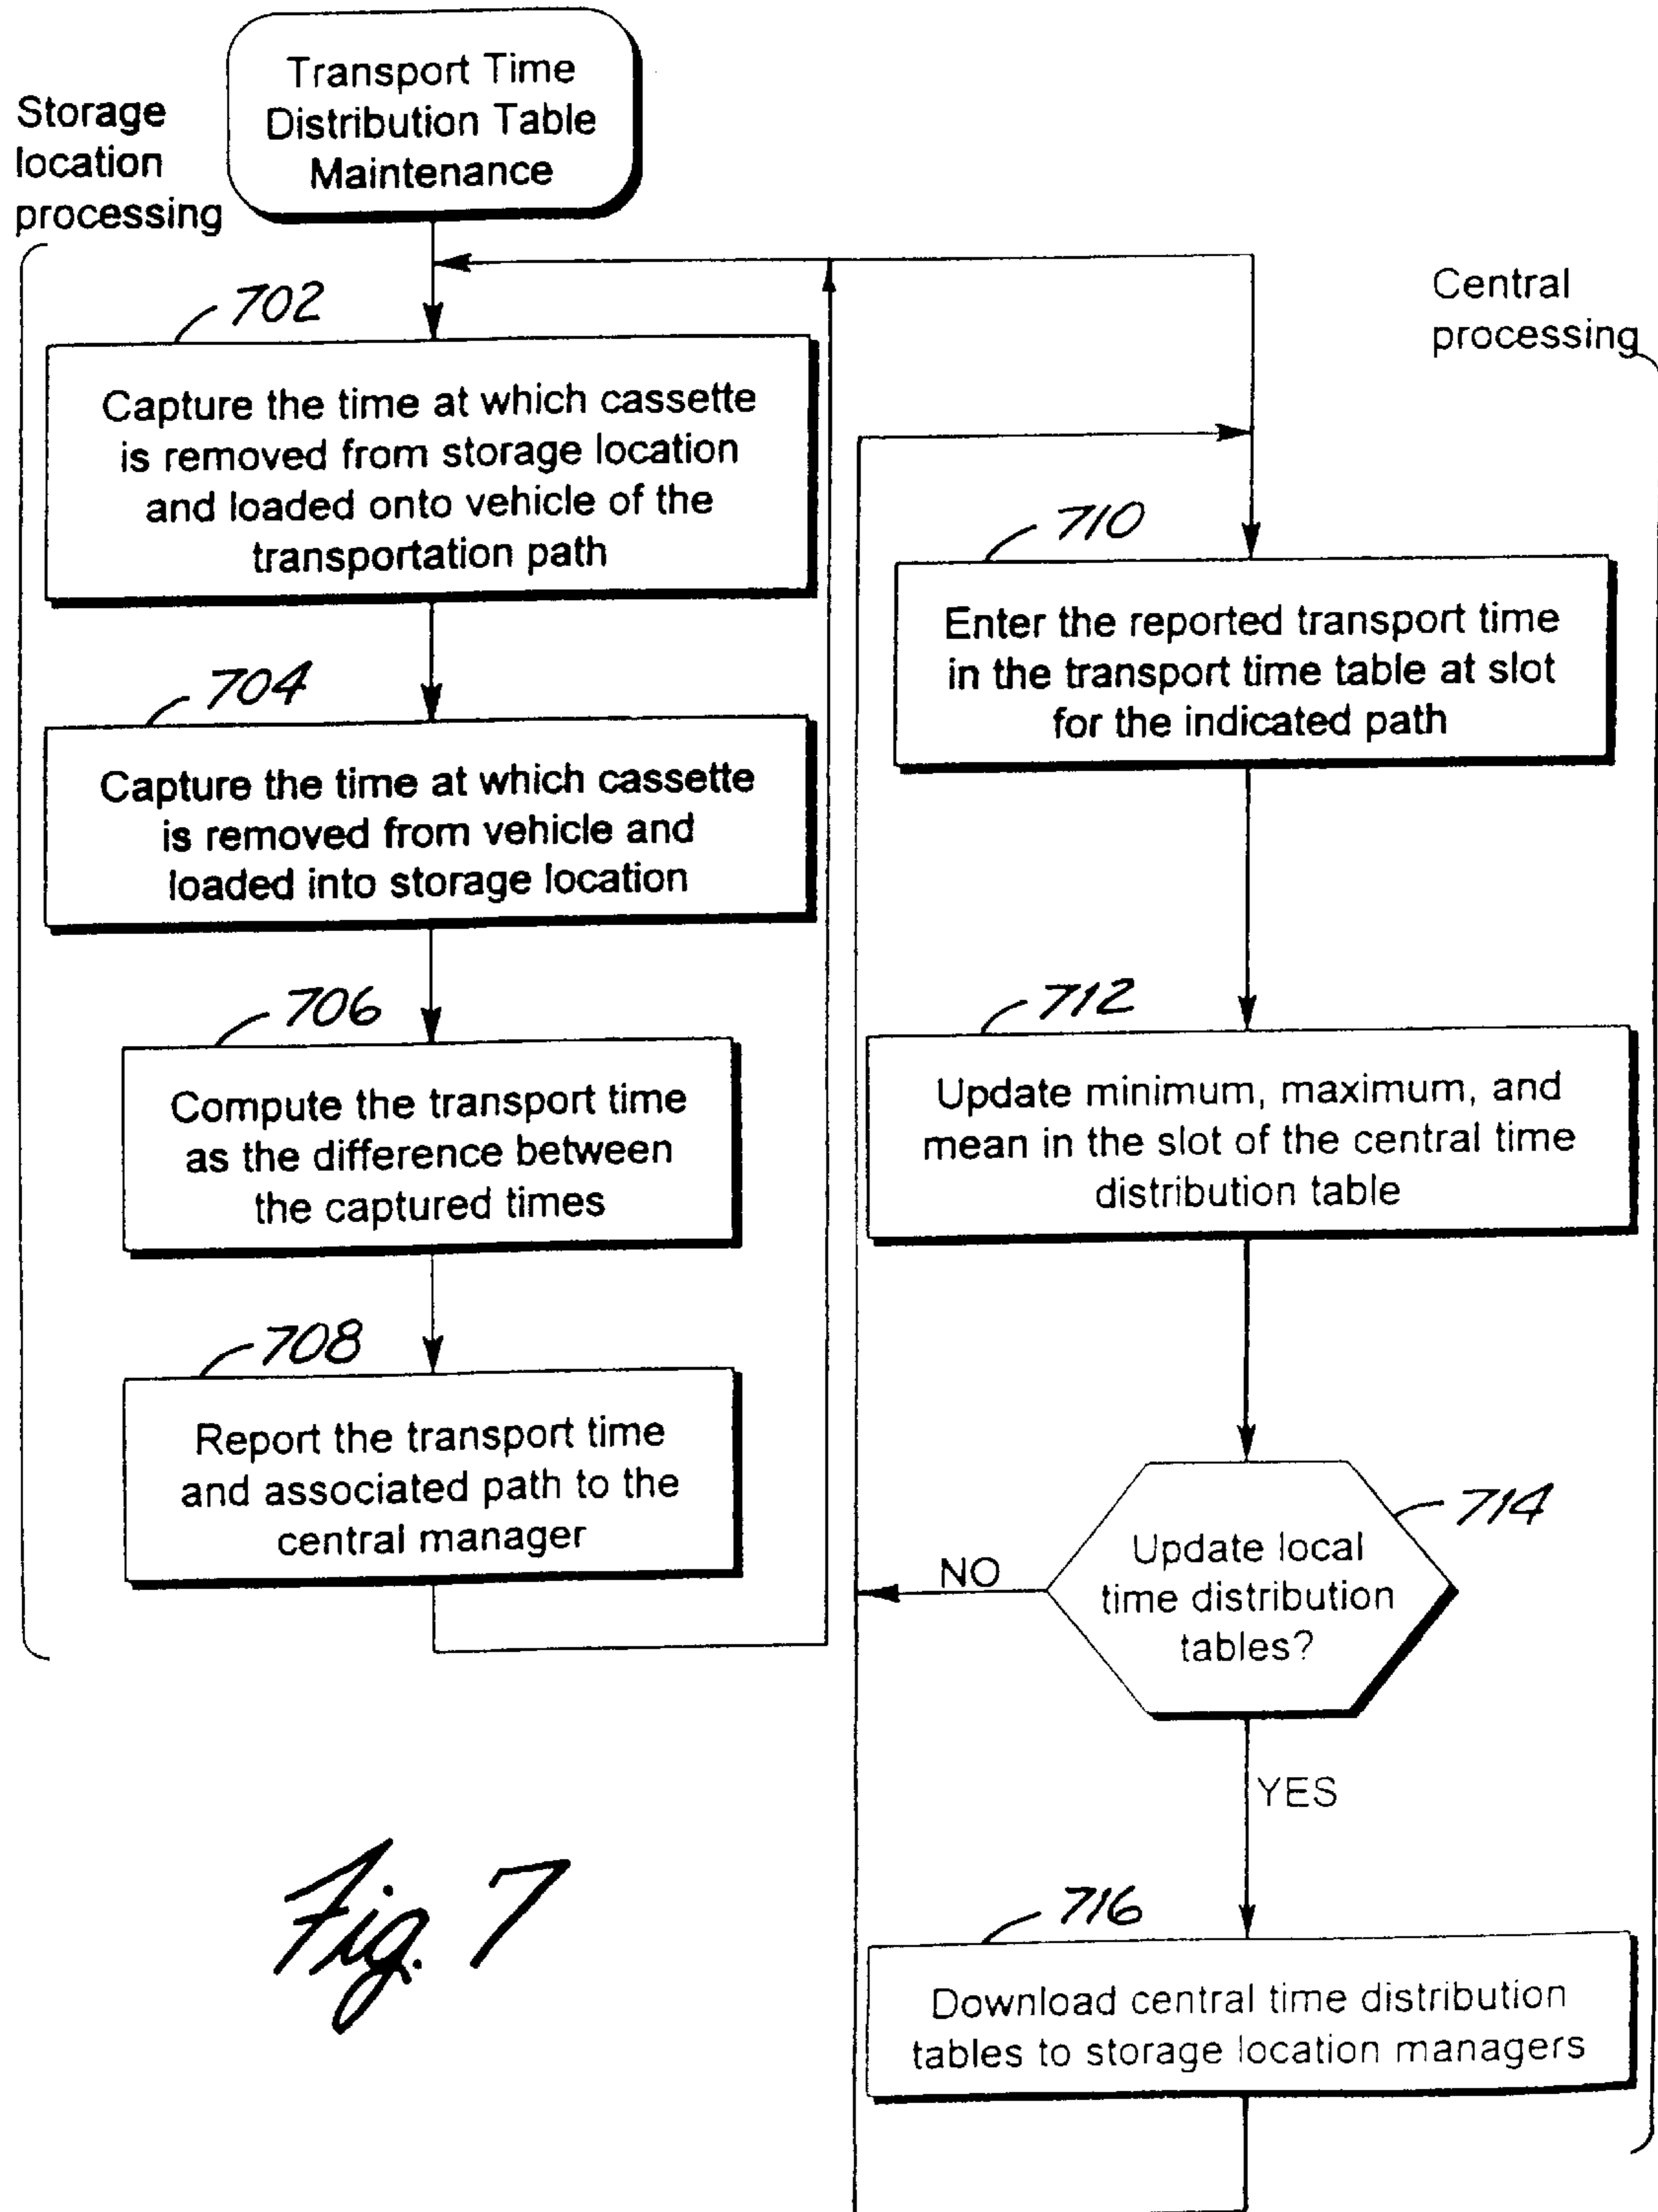 Transport Time
Distribution Table
Maintenance
Storage
location
processing
702
Capture the time at which cassette
is removed from storage location
and loaded onto vehicle of the
transportation path
704
Capture the time at which cassette
is removed from vehicle and
loaded into storage location
706
Compute the transport time
as the difference between
the captured times
708
Report the transport time
and associated path to the
central manager
Central
processing
710
Enter the reported transport time
in the transport time table at slot
for the indicated path
712
Update minimum, maximum, and
mean in the slot of the central time
distribution table
714
Update local
time distribution
tables?
NO
YES
716
Download central time distribution
tables to storage location managers
Fig. 7